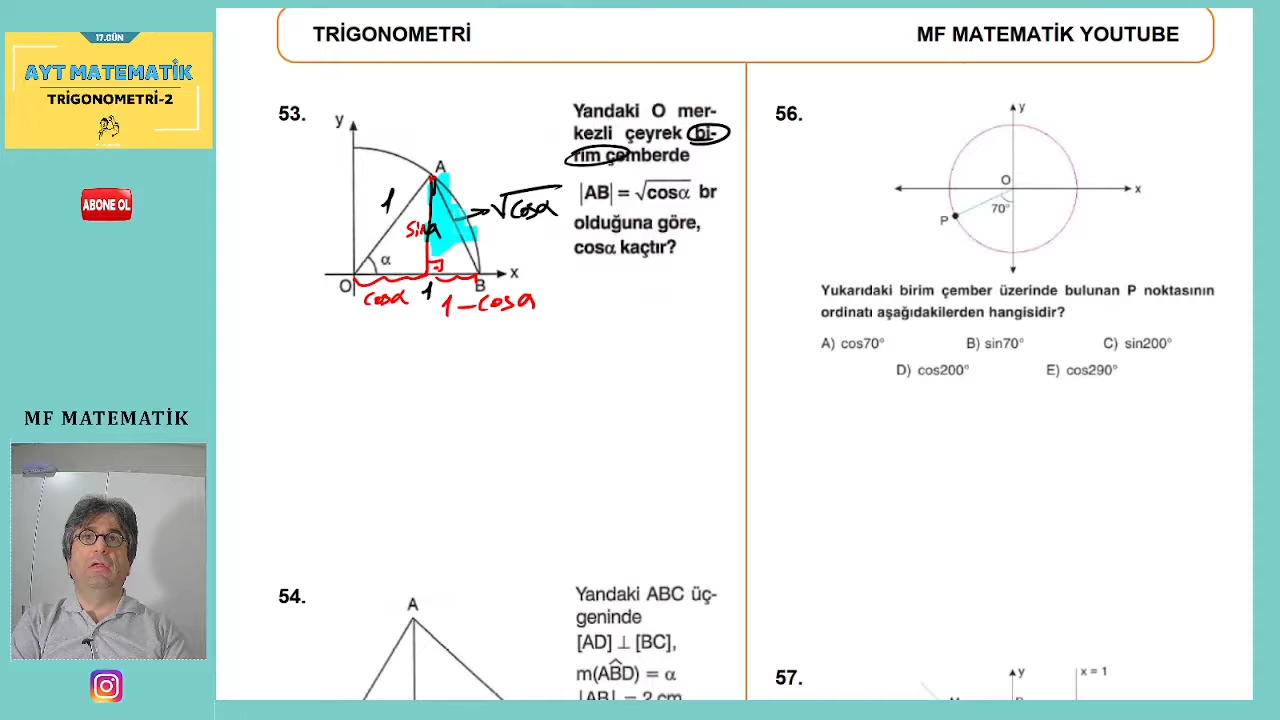 17.GÜN
AYT MATEMATİK
TRİGONOMETRİ-2
ABONE OL
MF MATEMATİK
TRİGONOMETRİ
MF MATEMATİK YOUTUBE
53.
y
A
1
√cosα
sinα
α
O
B
x
cosα
1
1-cosα
Yandaki O mer-
kezli çeyrek bi-
rim çemberde
|AB| = √cosα br
olduğuna göre,
cosα kaçtır?
54.
A
Yandaki ABC üç-
geninde
[AD] ⊥ [BC],
m(AB̂D) = α
|AB| = 2 cm
56.
y
O
x
70°
P
Yukarıdaki birim çember üzerinde bulunan P noktasının
ordinatı aşağıdakilerden hangisidir?
A) cos70° B) sin70° C) sin200°
D) cos200° E) cos290°
57.
y
x = 1